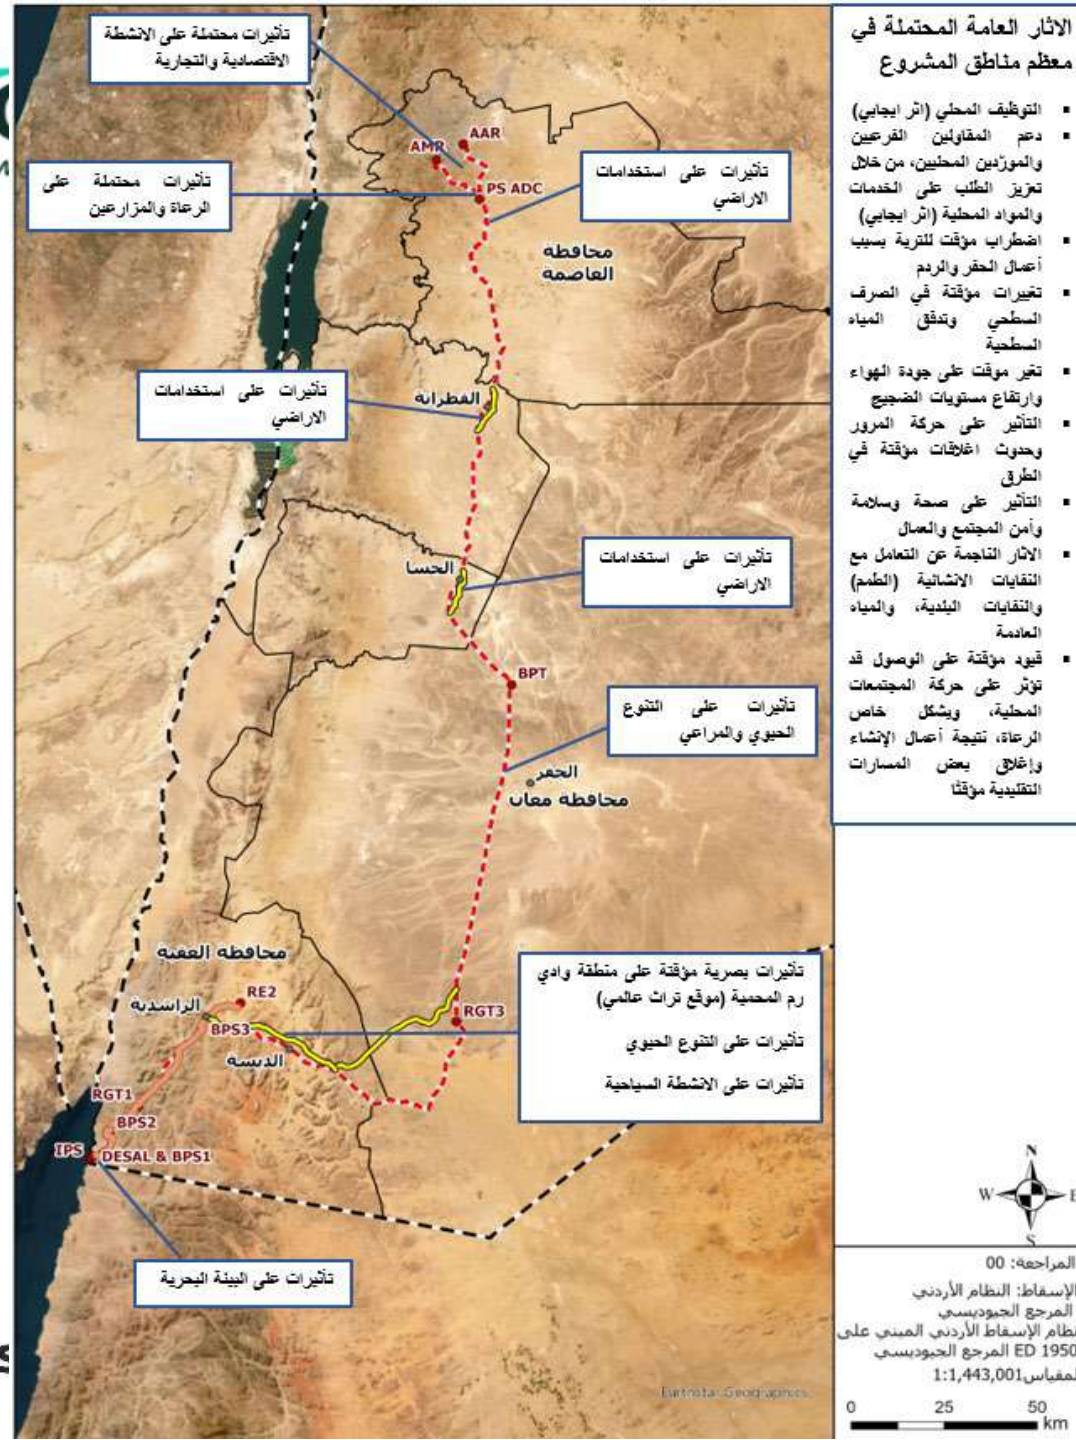 الاثار العامة المحتملة في
معظم مناطق المشروع
▪ التوظيف المحلي (اثر ايجابي)
▪ دعم المقاولين الفرعيين
والمورّدين المحليين، من خلال
تعزيز الطلب على الخدمات
والمواد المحلية (اثر ايجابي)
▪ اضطراب مؤقت للتربة بسبب
أعمال الحفر والردم
▪ تغييرات مؤقتة في الصرف
السطحي وتدفق المياه
السطحية
▪ تغير موقت على جودة الهواء
وارتفاع مستويات الضجيج
▪ التأثير على حركة المرور
وحدوث اغلاقات مؤقتة في
الطرق
▪ التأثير على صحة وسلامة
وأمن المجتمع والعمال
▪ الاثار الناجمة عن التعامل مع
النفايات الانشائية (الطمم)
والنفايات البلدية، والمياه
العادمة
▪ قيود مؤقتة على الوصول قد
تؤثر على حركة المجتمعات
المحلية، وبشكل خاص
الرعاة، نتيجة أعمال الإنشاء
وإغلاق بعض المسارات
التقليدية مؤقتًا
تأثيرات محتملة على الانشطة
الاقتصادية والتجارية
AAR
AMR
تأثيرات على استخدامات
الاراضي
تأثيرات محتملة على
الرعاة والمزارعين
PS ADC
محافظة
العاصمة
تأثيرات على استخدامات
الاراضي
القطرانة
تأثيرات على استخدامات
الاراضي
الحسا
BPT
تأثيرات على التنوع
الحيوي والمراعي
الجفر
محافظة معان
محافظة العقبة
تأثيرات بصرية مؤقتة على منطقة وادي
رم المحمية (موقع تراث عالمي)
تأثيرات على التنوع الحيوي
تأثيرات على الانشطة السياحية
RE2
الراشدية
RGT3
BPS3
الديسة
RGT1
BPS2
IPS
DESAL & BPS1
تأثيرات على البيئة البحرية
N
W
E
S
المراجعة: 00
الإسقاط: النظام الأردني
المرجع الجيوديسي
نظام الإسقاط الأردني المبني على
ED 1950 المرجع الجيوديسي
المقياس1:1,443,001
0 25 50
km
Earthstar Geographics